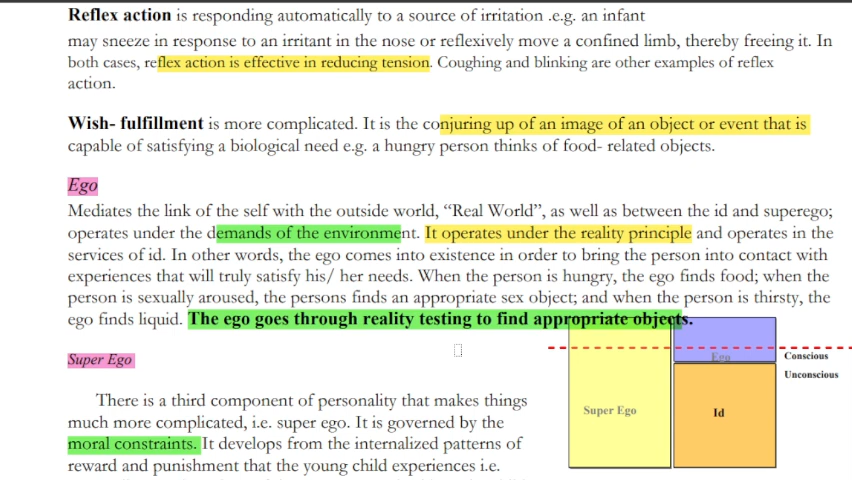 Reflex action is responding automatically to a source of irritation .e.g. an infant
may sneeze in response to an irritant in the nose or reflexively move a confined limb, thereby freeing it. In
both cases, reflex action is effective in reducing tension. Coughing and blinking are other examples of reflex
action.
Wish- fulfillment is more complicated. It is the conjuring up of an image of an object or event that is
capable of satisfying a biological need e.g. a hungry person thinks of food- related objects.
Ego
Mediates the link of the self with the outside world, “Real World”, as well as between the id and superego;
operates under the demands of the environment. It operates under the reality principle and operates in the
services of id. In other words, the ego comes into existence in order to bring the person into contact with
experiences that will truly satisfy his/ her needs. When the person is hungry, the ego finds food; when the
person is sexually aroused, the persons finds an appropriate sex object; and when the person is thirsty, the
ego finds liquid. The ego goes through reality testing to find appropriate objects.
Super Ego
There is a third component of personality that makes things
much more complicated, i.e. super ego. It is governed by the
moral constraints. It develops from the internalized patterns of
reward and punishment that the young child experiences i.e.
Ego
Conscious
Unconscious
Super Ego
Id